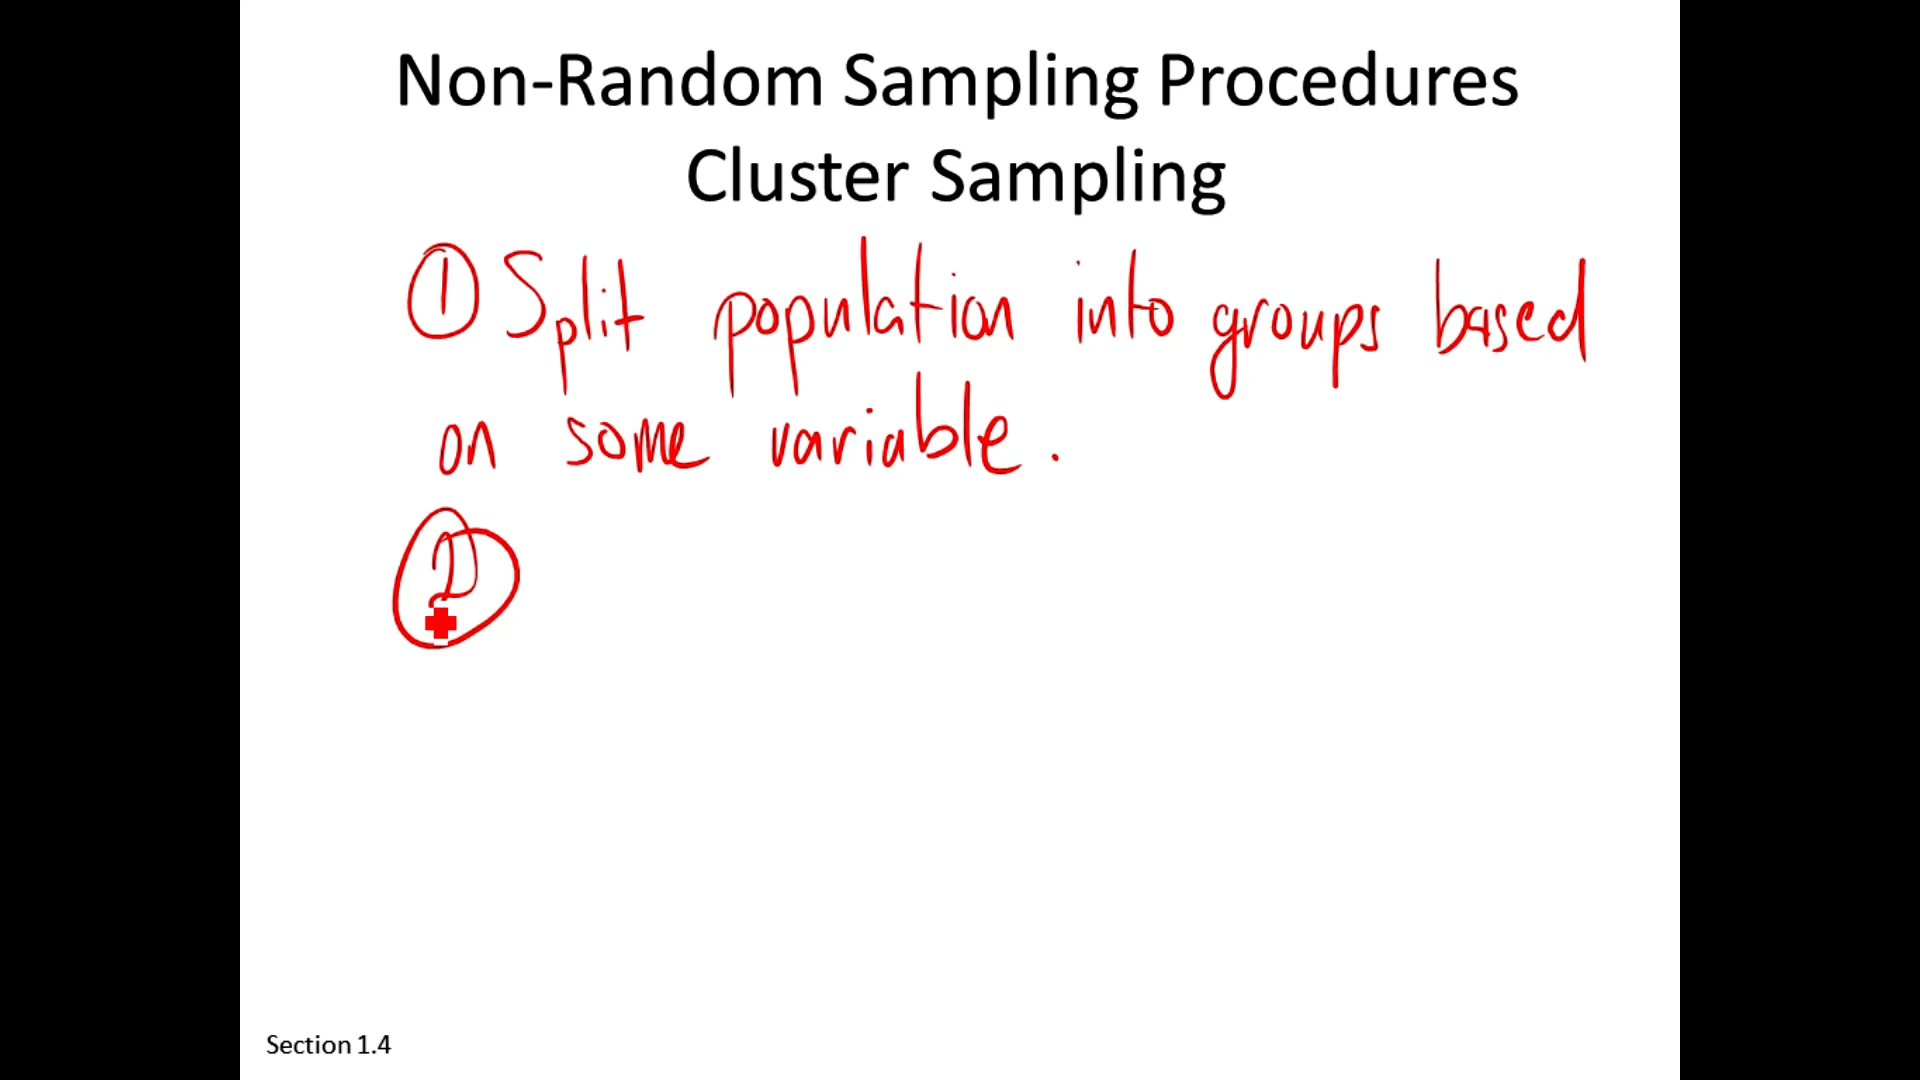 Non-Random Sampling Procedures
Cluster Sampling
① Split population into groups based
on some variable.
②
Section 1.4